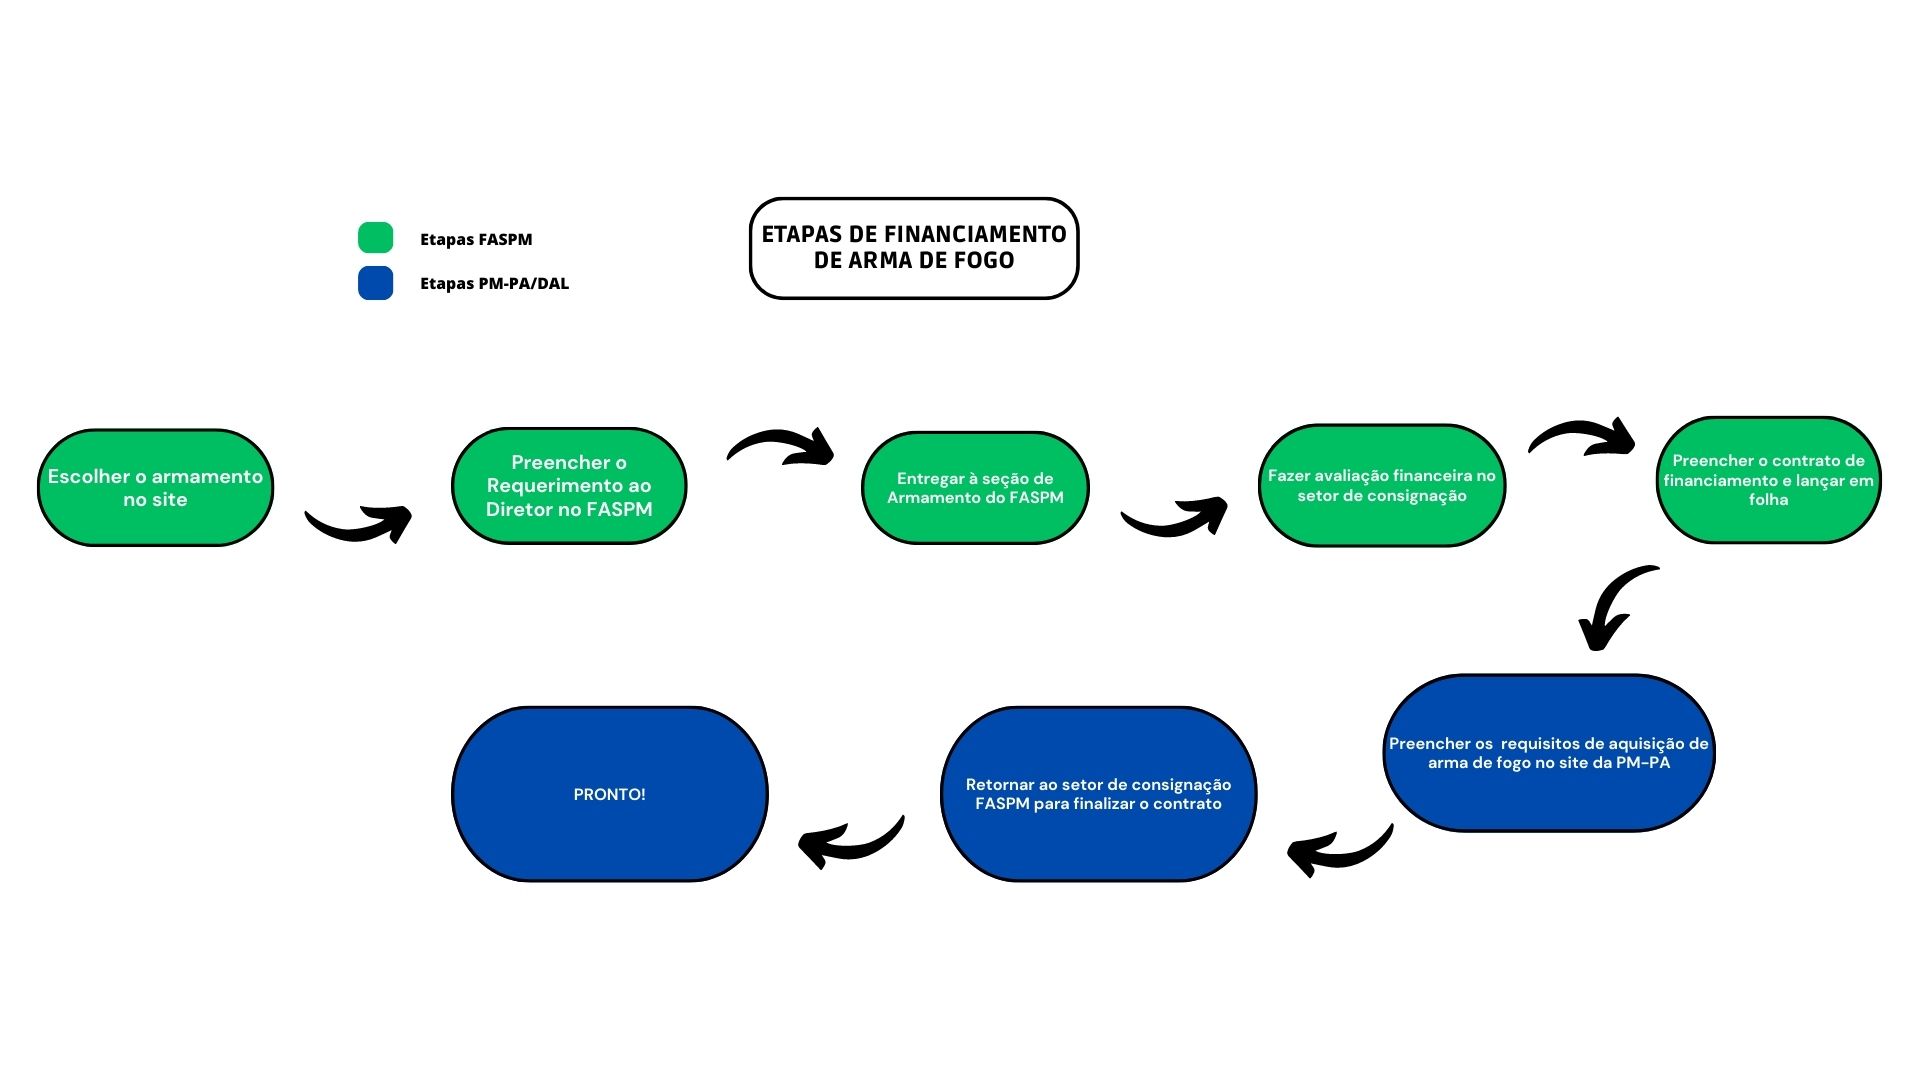 ETAPAS DE FINANCIAMENTO
DE ARMA DE FOGO
Etapas FASPM
Etapas PM-PA/DAL
Escolher o armamento
no site
Preencher o
Requerimento ao
Diretor no FASPM
Entregar à seção de
Armamento do FASPM
Fazer avaliação financeira no
setor de consignação
Preencher o contrato de
financiamento e lançar em
folha
Preencher os  requisitos de aquisição de
arma de fogo no site da PM-PA
Retornar ao setor de consignação
FASPM para finalizar o contrato
PRONTO!